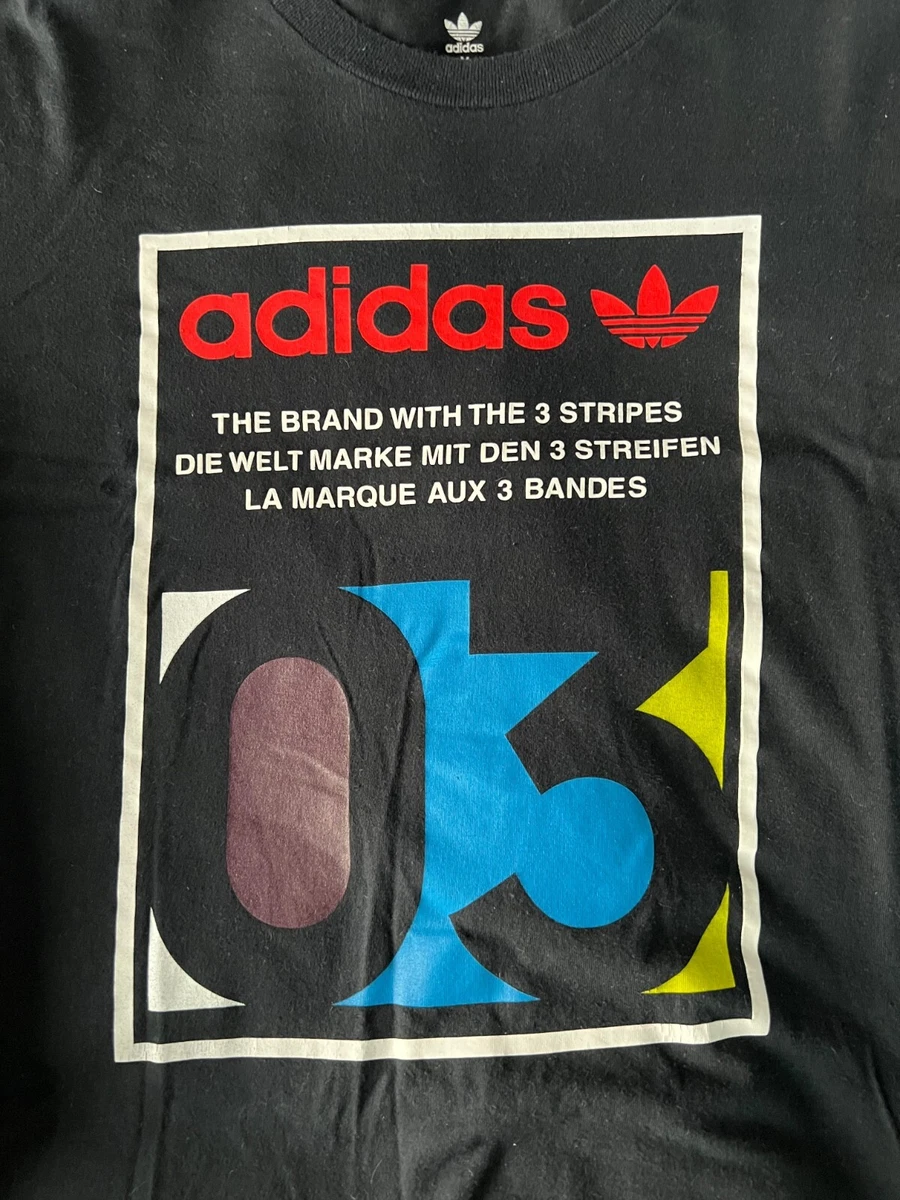 adidas
adidas
THE BRAND WITH THE 3 STRIPES
DIE WELT MARKE MIT DEN 3 STREIFEN
LA MARQUE AUX 3 BANDES
03